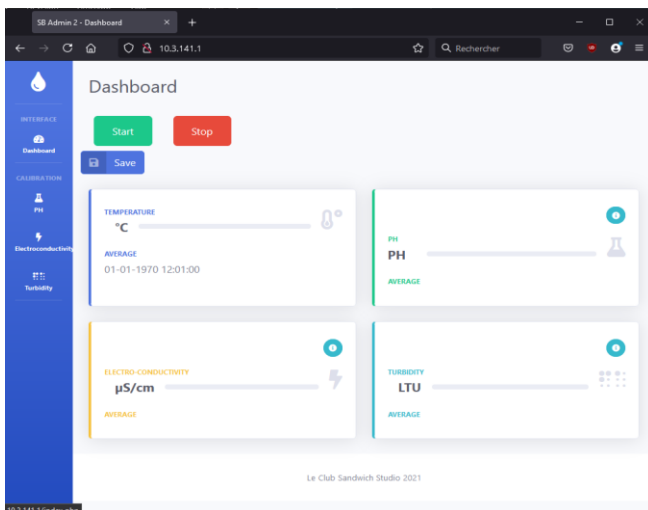 SB Admin 2 - Dashboard
10.3.141.1
Rechercher
INTERFACE
Dashboard
CALIBRATION
PH
Electroconductivity
Turbidity
Dashboard
Start
Stop
Save
TEMPERATURE
°C
AVERAGE
01-01-1970 12:01:00
PH
PH
AVERAGE
ELECTRO-CONDUCTIVITY
µS/cm
AVERAGE
TURBIDITY
LTU
AVERAGE
Le Club Sandwich Studio 2021